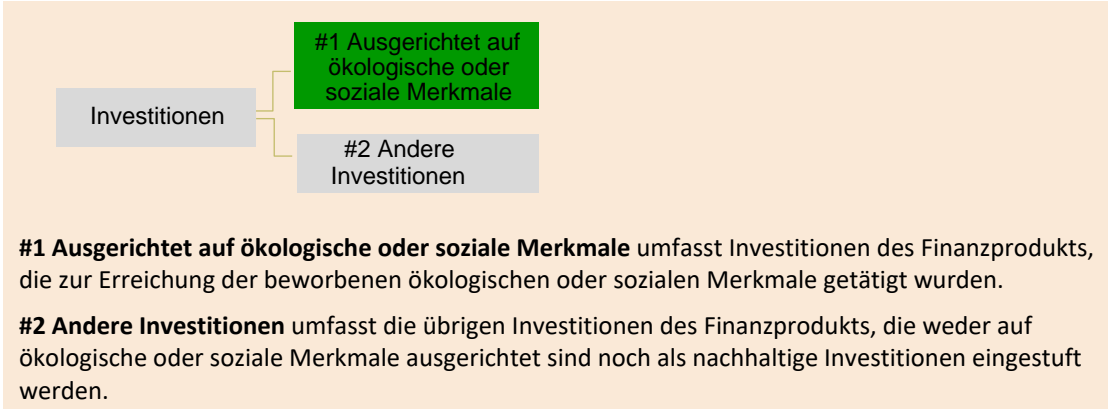 #1 Ausgerichtet auf
ökologische oder
soziale Merkmale
Investitionen
#2 Andere
Investitionen
#1 Ausgerichtet auf ökologische oder soziale Merkmale umfasst Investitionen des Finanzprodukts,
die zur Erreichung der beworbenen ökologischen oder sozialen Merkmale getätigt wurden.
#2 Andere Investitionen umfasst die übrigen Investitionen des Finanzprodukts, die weder auf
ökologische oder soziale Merkmale ausgerichtet sind noch als nachhaltige Investitionen eingestuft
werden.